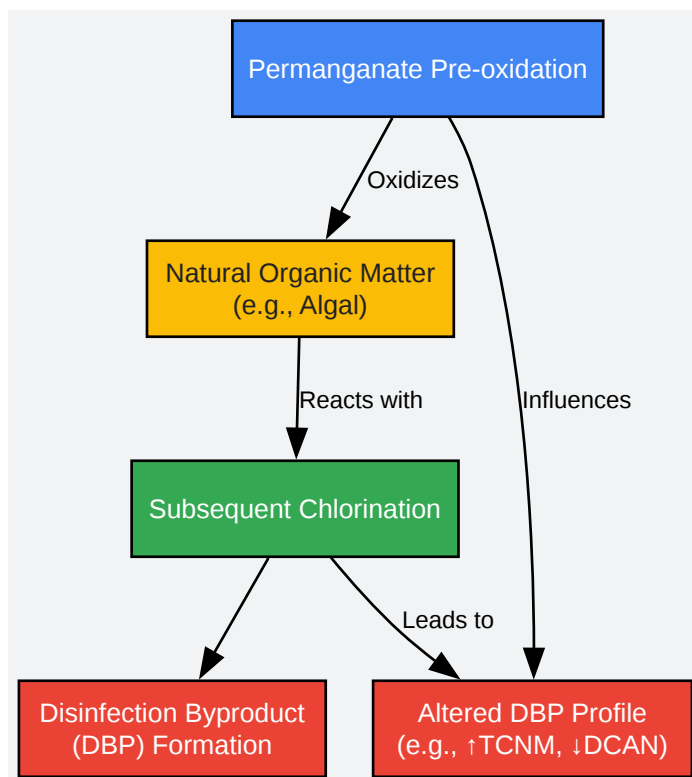 Permanganate Pre-oxidation
Oxidizes
Natural Organic Matter
(e.g., Algal)
Reacts with
Influences
Subsequent Chlorination
Leads to
Disinfection Byproduct
(DBP) Formation
Altered DBP Profile
(e.g., ↑TCNM, ↓DCAN)